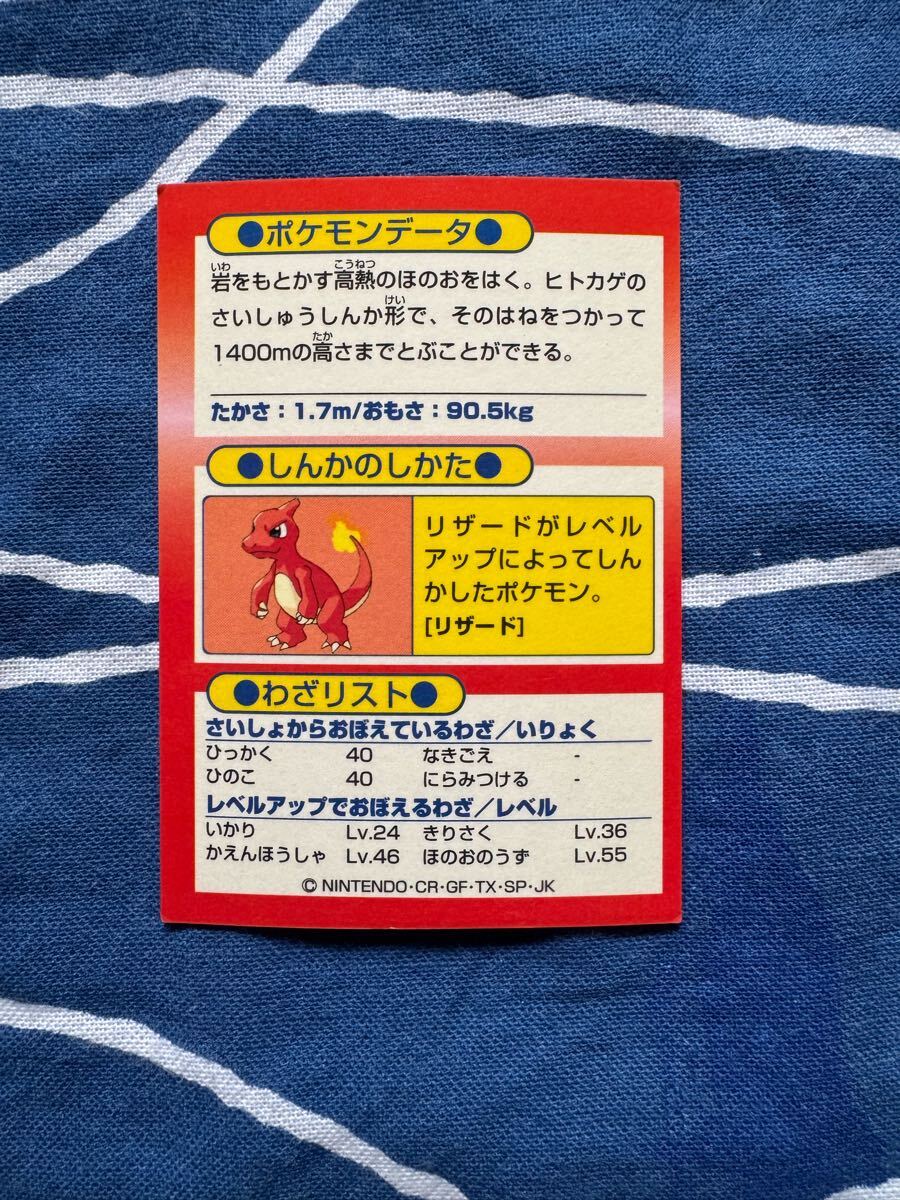 ●ポケモンデータ●
岩をもとかす高熱のほのおをはく。ヒトカゲの
さいしゅうしんか形で、そのはねをつかって
1400mの高さまでとぶことができる。
たかさ：1.7m/おもさ：90.5kg
●しんかのしかた●
リザードがレベル
アップによってしん
かしたポケモン。
[リザード]
●わざリスト●
さいしょからおぼえているわざ／いりょく
ひっかく 40 なきごえ -
ひのこ 40 にらみつける -
レベルアップでおぼえるわざ／レベル
いかり Lv.24 きりさく Lv.36
かえんほうしゃ Lv.46 ほのおのうず Lv.55
© NINTENDO・CR・GF・TX・SP・JK